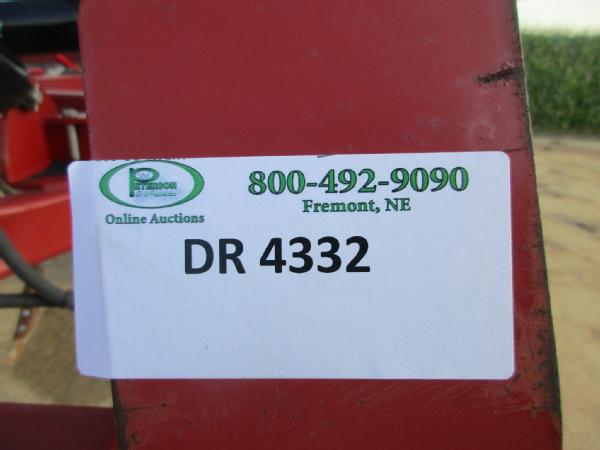 PETERSON
800-492-9090
Fremont, NE
Online Auctions
DR 4332